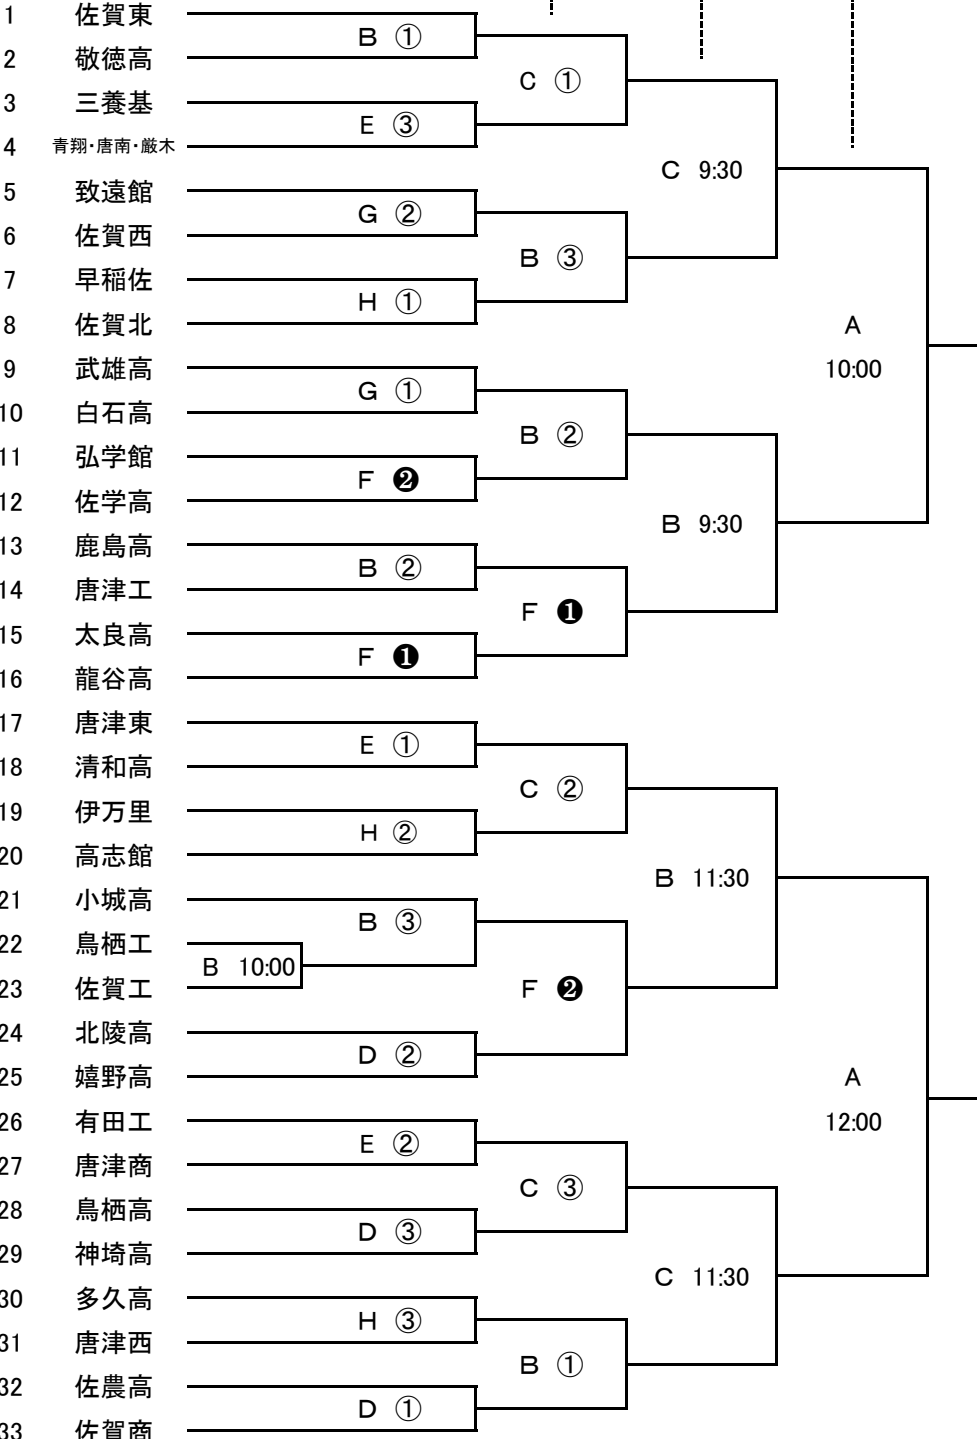 1 佐賀東
B ①
2 敬徳高
C ①
3 三養基
E ③
4 青翔・唐南・厳木
C 9:30
5 致遠館
G ②
6 佐賀西
B ③
7 早稲佐
H ①
8 佐賀北
A
10:00
9 武雄高
G ①
10 白石高
B ②
11 弘学館
F ❷
12 佐学高
B 9:30
13 鹿島高
B ②
14 唐津工
F ❶
15 太良高
F ❶
16 龍谷高
17 唐津東
E ①
18 清和高
C ②
19 伊万里
H ②
20 高志館
B 11:30
21 小城高
B ③
22 鳥栖工
B 10:00
23 佐賀工
F ❷
24 北陵高
D ②
25 嬉野高
A
12:00
26 有田工
E ②
27 唐津商
C ③
28 鳥栖高
D ③
29 神埼高
C 11:30
30 多久高
H ③
31 唐津西
B ①
32 佐農高
D ①
33 佐賀商